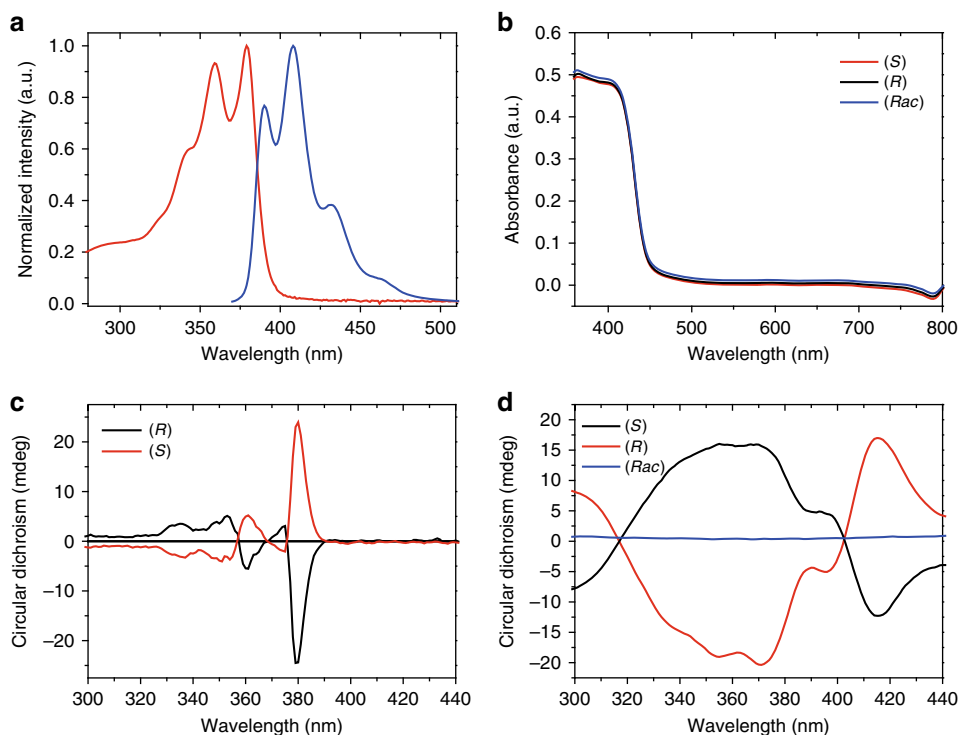 a
Normalized intensity (a.u.)
1.0
0.8
0.6
0.4
0.2
0.0
300 350 400 450 500
Wavelength (nm)
b
Absorbance (a.u.)
0.6
0.5
0.4
0.3
0.2
0.1
0.0
(S)
(R)
(Rac)
400 500 600 700 800
Wavelength (nm)
c
Circular dichroism (mdeg)
20
10
0
−10
−20
(R)
(S)
300 320 340 360 380 400 420 440
Wavelength (nm)
d
Circular dichroism (mdeg)
20
15
10
5
0
−5
−10
−15
−20
(S)
(R)
(Rac)
300 320 340 360 380 400 420 440
Wavelength (nm)